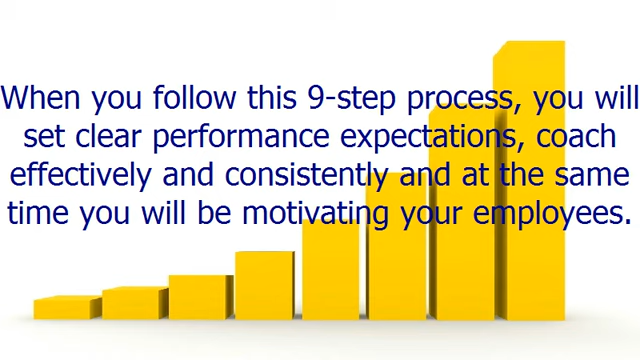 When you follow this 9-step process, you will
set clear performance expectations, coach
effectively and consistently and at the same
time you will be motivating your employees.